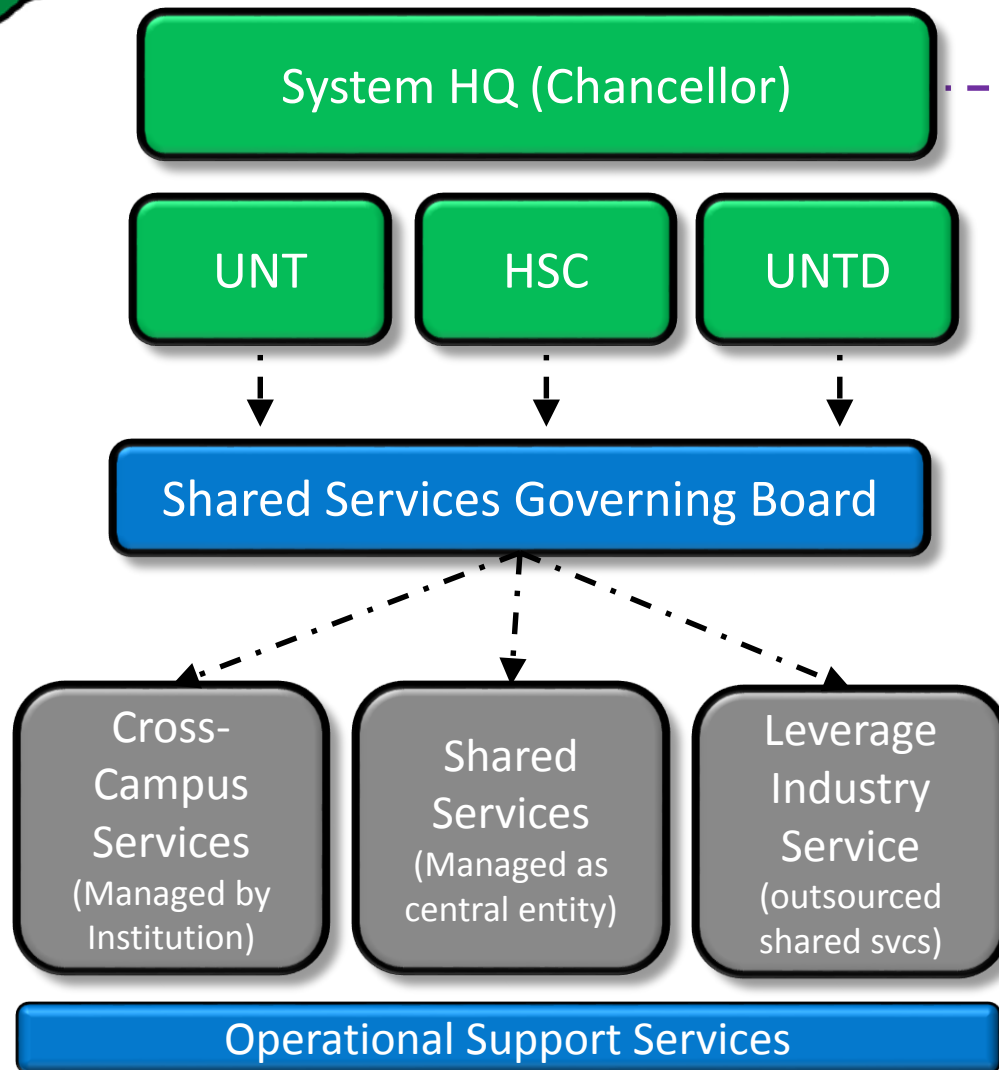 System HQ (Chancellor)
UNT
HSC
UNTD
Shared Services Governing Board
Cross-
Campus
Services
(Managed by
Institution)
Shared
Services
(Managed as
central entity)
Leverage
Industry
Service
(outsourced
shared svcs)
Operational Support Services